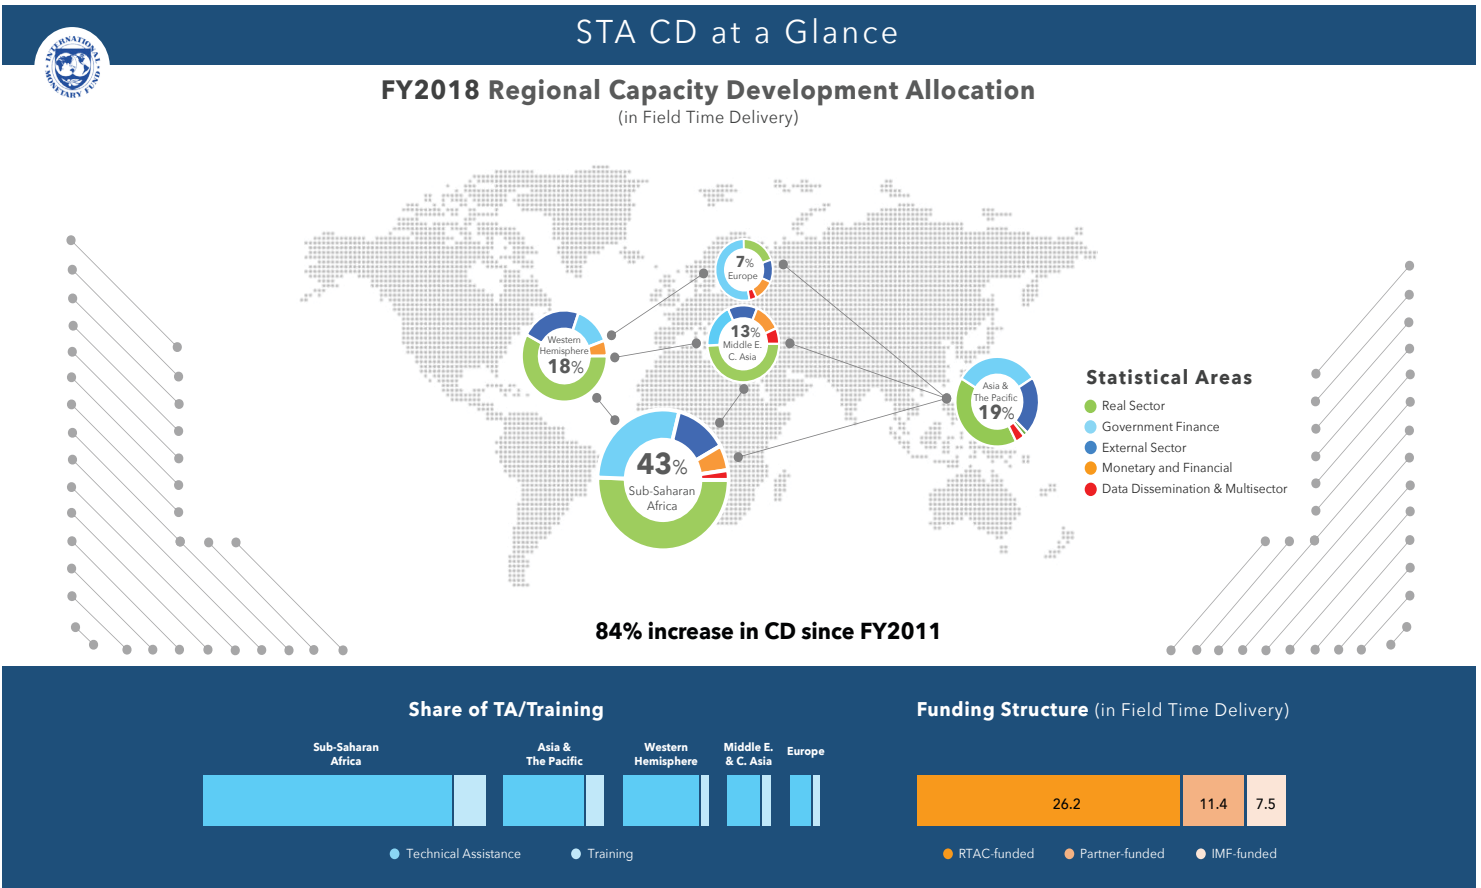 STA CD at a Glance
INTERNATIONAL MONETARY FUND
FY2018 Regional Capacity Development Allocation
(in Field Time Delivery)
7%
Europe
13%
Middle E.
C. Asia
Western
Hemisphere
18%
Asia &
The Pacific
19%
43%
Sub-Saharan
Africa
Statistical Areas
Real Sector
Government Finance
External Sector
Monetary and Financial
Data Dissemination & Multisector
84% increase in CD since FY2011
Share of TA/Training
Sub-Saharan
Africa
Asia &
The Pacific
Western
Hemisphere
Middle E.
& C. Asia
Europe
Technical Assistance
Training
Funding Structure (in Field Time Delivery)
26.2
11.4
7.5
RTAC-funded
Partner-funded
IMF-funded